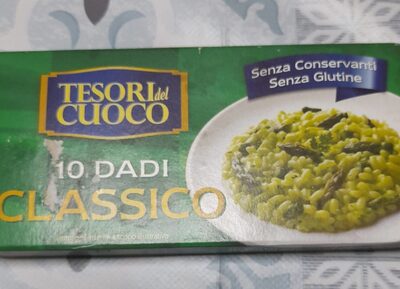 TESORI del
CUOCO
10 DADI
CLASSICO
Senza Conservanti
Senza Glutine